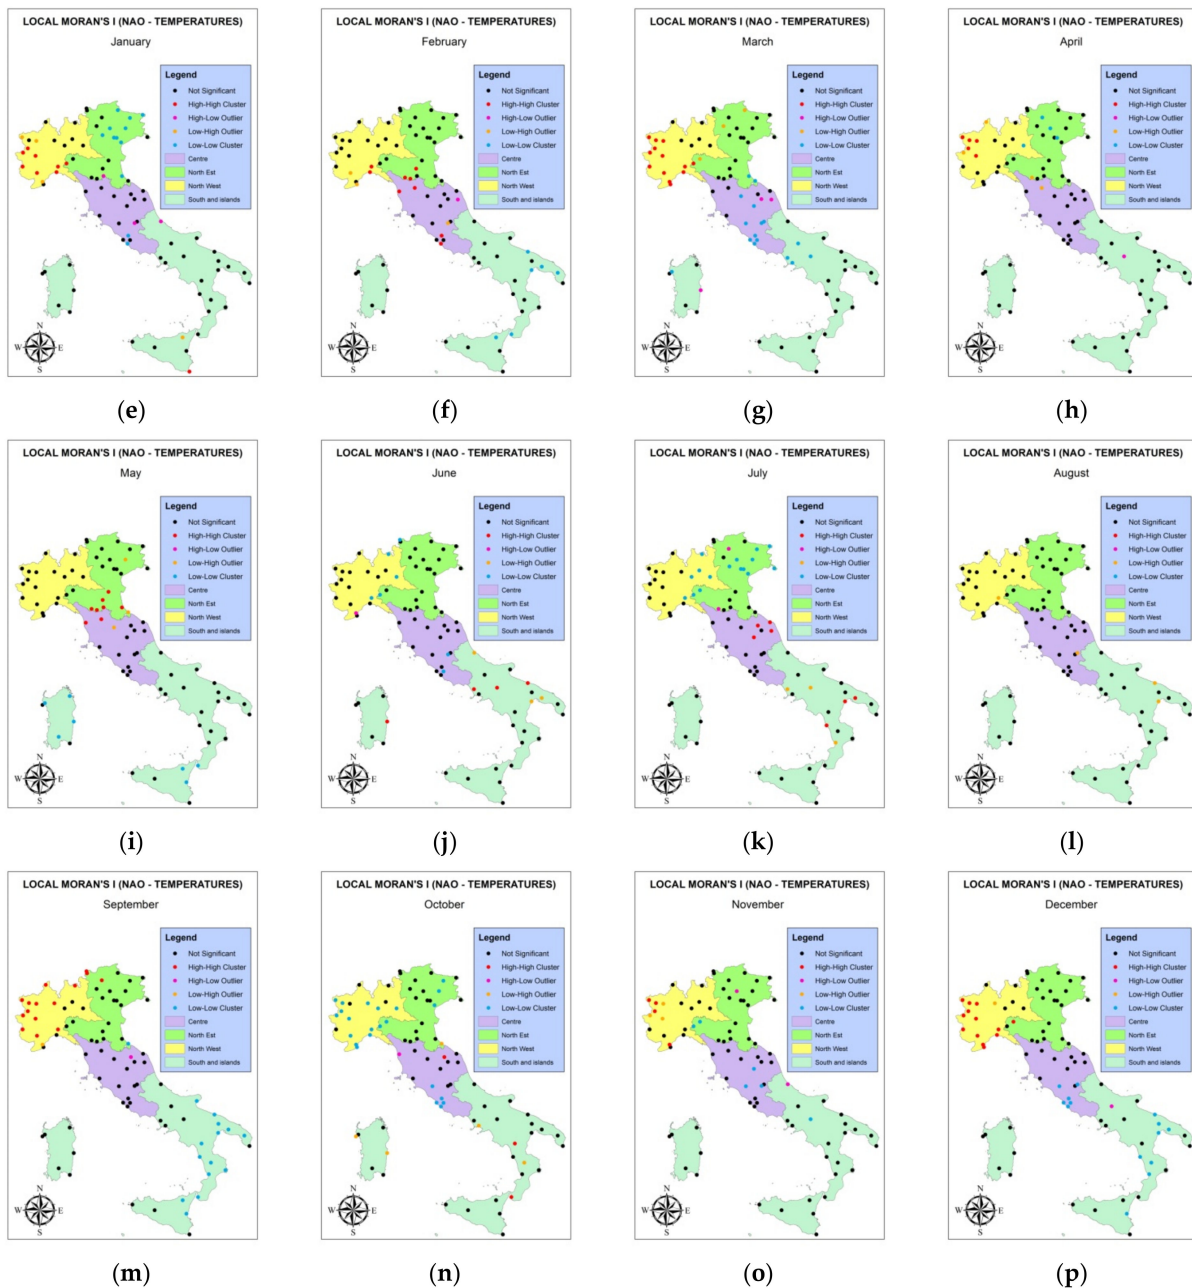 LOCAL MORAN'S I (NAO - TEMPERATURES)
January
Legend
Not Significant
High-High Cluster
High-Low Outlier
Low-High Outlier
Low-Low Cluster
Centre
North Est
North West
South and islands
N
W E
S
(e)
LOCAL MORAN'S I (NAO - TEMPERATURES)
February
Legend
Not Significant
High-High Cluster
High-Low Outlier
Low-High Outlier
Low-Low Cluster
Centre
North Est
North West
South and islands
N
W E
S
(f)
LOCAL MORAN'S I (NAO - TEMPERATURES)
March
Legend
Not Significant
High-High Cluster
High-Low Outlier
Low-High Outlier
Low-Low Cluster
Centre
North Est
North West
South and islands
N
W E
S
(g)
LOCAL MORAN'S I (NAO - TEMPERATURES)
April
Legend
Not Significant
High-High Cluster
High-Low Outlier
Low-High Outlier
Low-Low Cluster
Centre
North Est
North West
South and islands
N
W E
S
(h)
LOCAL MORAN'S I (NAO - TEMPERATURES)
May
Legend
Not Significant
High-High Cluster
High-Low Outlier
Low-High Outlier
Low-Low Cluster
Centre
North Est
North West
South and islands
N
W E
S
(i)
LOCAL MORAN'S I (NAO - TEMPERATURES)
June
Legend
Not Significant
High-High Cluster
High-Low Outlier
Low-High Outlier
Low-Low Cluster
Centre
North Est
North West
South and islands
N
W E
S
(j)
LOCAL MORAN'S I (NAO - TEMPERATURES)
July
Legend
Not Significant
High-High Cluster
High-Low Outlier
Low-High Outlier
Low-Low Cluster
Centre
North Est
North West
South and islands
N
W E
S
(k)
LOCAL MORAN'S I (NAO - TEMPERATURES)
August
Legend
Not Significant
High-High Cluster
High-Low Outlier
Low-High Outlier
Low-Low Cluster
Centre
North Est
North West
South and islands
N
W E
S
(l)
LOCAL MORAN'S I (NAO - TEMPERATURES)
September
Legend
Not Significant
High-High Cluster
High-Low Outlier
Low-High Outlier
Low-Low Cluster
Centre
North Est
North West
South and islands
N
W E
S
(m)
LOCAL MORAN'S I (NAO - TEMPERATURES)
October
Legend
Not Significant
High-High Cluster
High-Low Outlier
Low-High Outlier
Low-Low Cluster
Centre
North Est
North West
South and islands
N
W E
S
(n)
LOCAL MORAN'S I (NAO - TEMPERATURES)
November
Legend
Not Significant
High-High Cluster
High-Low Outlier
Low-High Outlier
Low-Low Cluster
Centre
North Est
North West
South and islands
N
W E
S
(o)
LOCAL MORAN'S I (NAO - TEMPERATURES)
December
Legend
Not Significant
High-High Cluster
High-Low Outlier
Low-High Outlier
Low-Low Cluster
Centre
North Est
North West
South and islands
N
W E
S
(p)